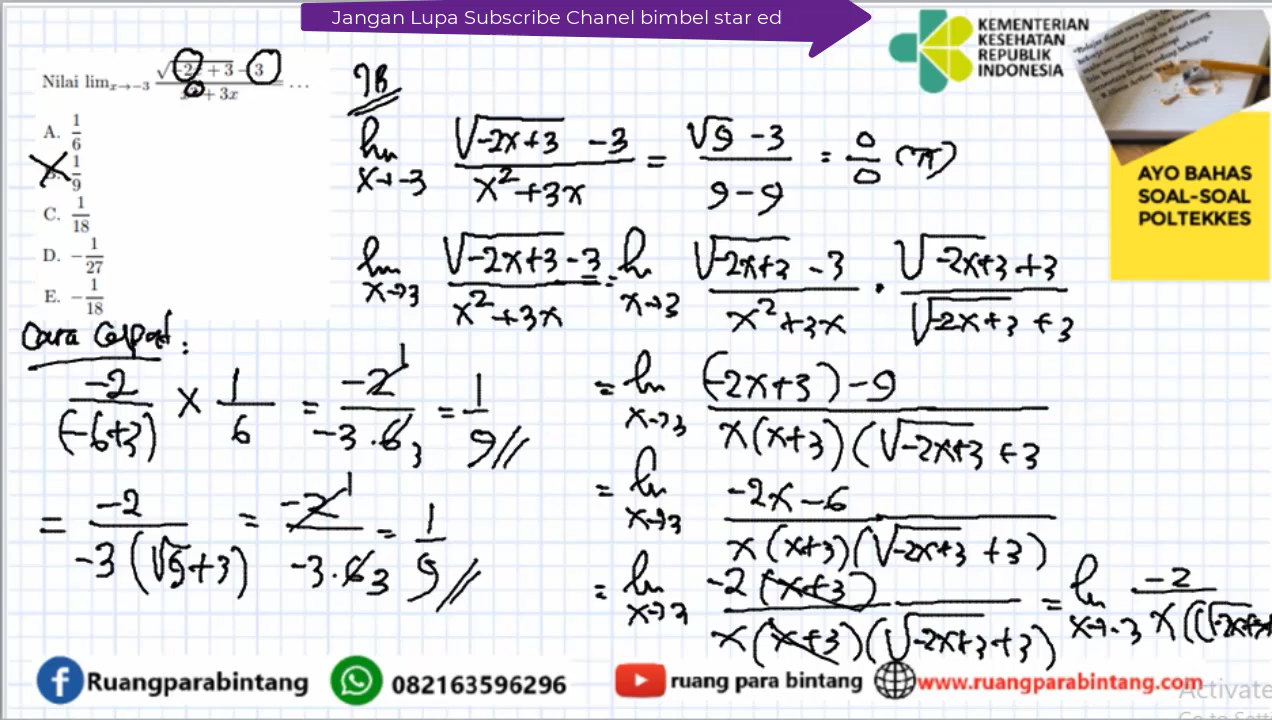 Jangan Lupa Subscribe Chanel bimbel star ed
KEMENTERIAN
KESEHATAN
REPUBLIK
INDONESIA
AYO BAHAS
SOAL-SOAL
POLTEKKES
Nilai lim x→−3 (√(−2x + 3) − 3)/(x² + 3x) ...
A. 1/6
B. 1/9
C. 1/18
D. −1/27
E. −1/18
JB
lim x→−3 (√(−2x+3) −3)/(x²+3x) = (√9 −3)/(9−9) = 0/0
lim x→3 (√(−2x+3) −3)/(x²+3x) = lim x→3 (√(−2x+3) −3)/(x²+3x) · (√(−2x+3) +3)/(√(−2x+3) +3)
= lim x→3 ((−2x+3)−9)/(x(x+3)(√(−2x+3) +3
= lim x→3 (−2x−6)/(x(x+3)(√(−2x+3) +3))
= lim x→3 (−2(x+3))/(x(x+3)(√(−2x+3) +3)) = lim x→−3 −2/(x((√(−2x+3)
Cara Cepat :
−2/(−6+3) × 1/6 = −2/(−3.6) = 1/9 //
= −2/(−3(√9+3)) = −2/(−3.6) = 1/9 //
Ruangparabintang
082163596296
ruang para bintang
www.ruangparabintang.com
Activate